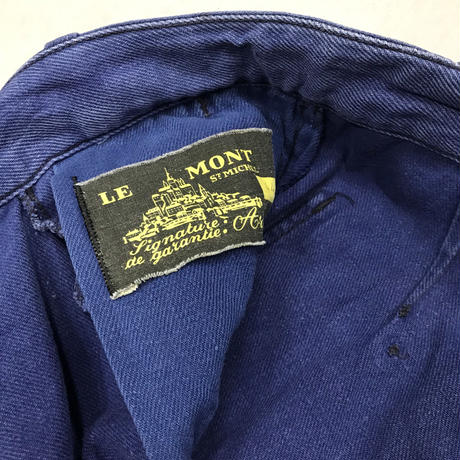 LE MONT
ST MICHEL
Signature
de garantie: